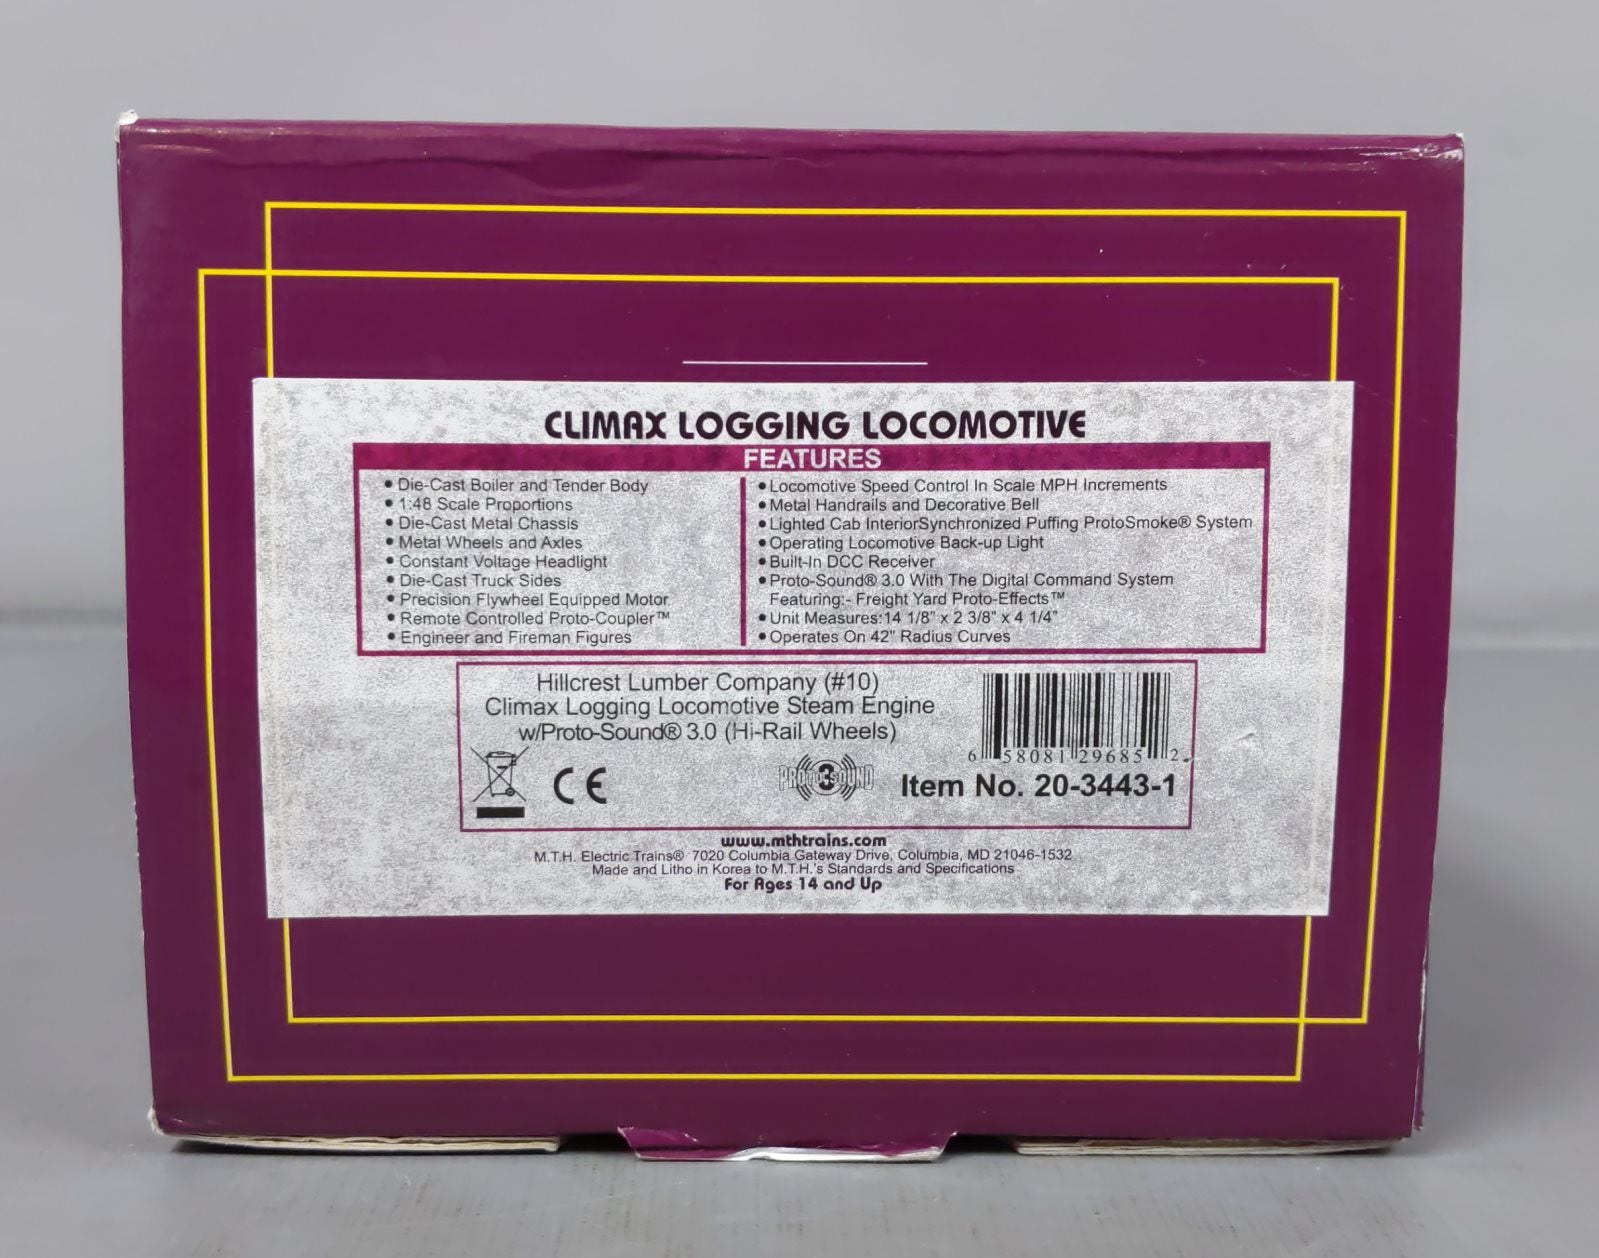 CLIMAX LOGGING LOCOMOTIVE
FEATURES
• Die-Cast Boiler and Tender Body
• 1:48 Scale Proportions
• Die-Cast Metal Chassis
• Metal Wheels and Axles
• Constant Voltage Headlight
• Die-Cast Truck Sides
• Precision Flywheel Equipped Motor
• Remote Controlled Proto-Coupler™
• Engineer and Fireman Figures
• Locomotive Speed Control In Scale MPH Increments
• Metal Handrails and Decorative Bell
• Lighted Cab InteriorSynchronized Puffing ProtoSmoke® System
• Operating Locomotive Back-up Light
• Built-In DCC Receiver
• Proto-Sound® 3.0 With The Digital Command System
Featuring:- Freight Yard Proto-Effects™
• Unit Measures:14 1/8" x 2 3/8" x 4 1/4"
• Operates On 42" Radius Curves
Hillcrest Lumber Company (#10)
Climax Logging Locomotive Steam Engine
w/Proto-Sound® 3.0 (Hi-Rail Wheels)
6 58081 29685 2
CE
PROTO SOUND 3
Item No. 20-3443-1
www.mthtrains.com
M.T.H. Electric Trains® 7020 Columbia Gateway Drive, Columbia, MD 21046-1532
Made and Litho in Korea to M.T.H.'s Standards and Specifications
For Ages 14 and Up